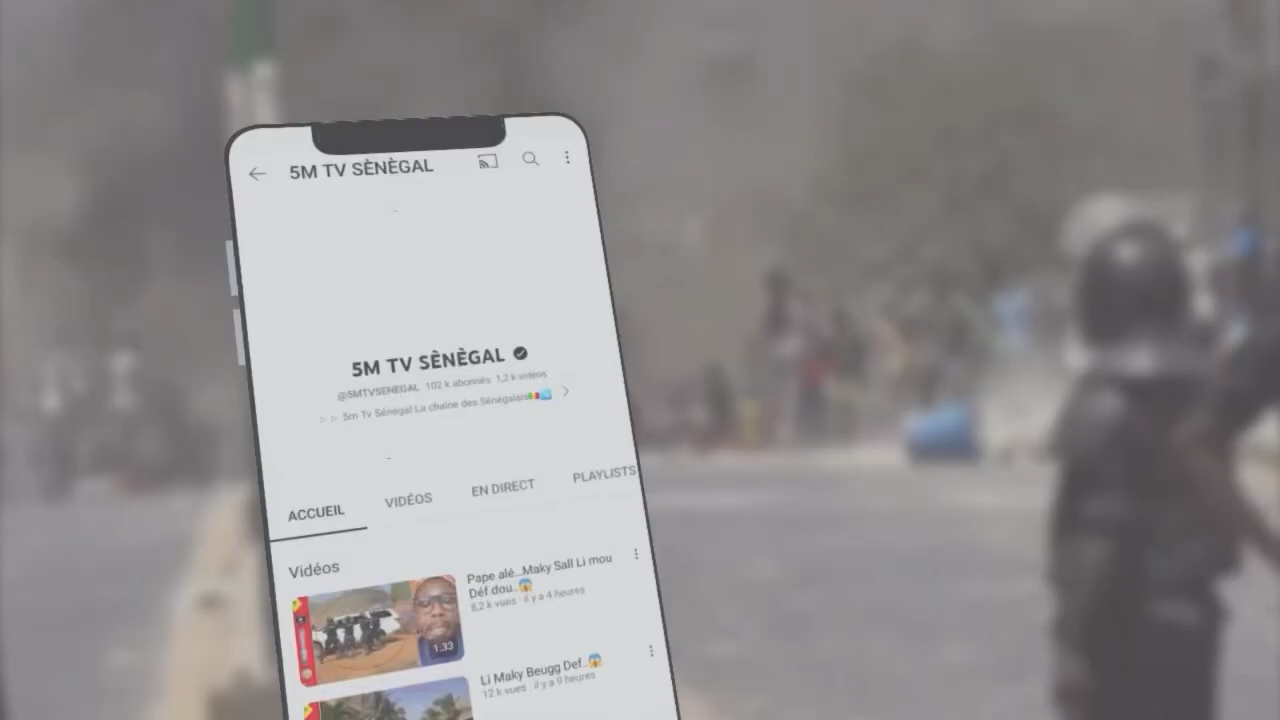 5M TV SÈNÈGAL
5M TV SÈNÈGAL
@5MTVSENEGAL 102 k abonnés 1,2 k vidéos
5m Tv Sénégal La chaine des Sénégalais
ACCUEIL VIDÉOS EN DIRECT PLAYLISTS
Vidéos
Pape alé...Maky Sall Li mou
Déf dou..😱
8,2 k vues · il y a 4 heures
1:33
Li Maky Beugg Def..😱
12 k vues · il y a 9 heures